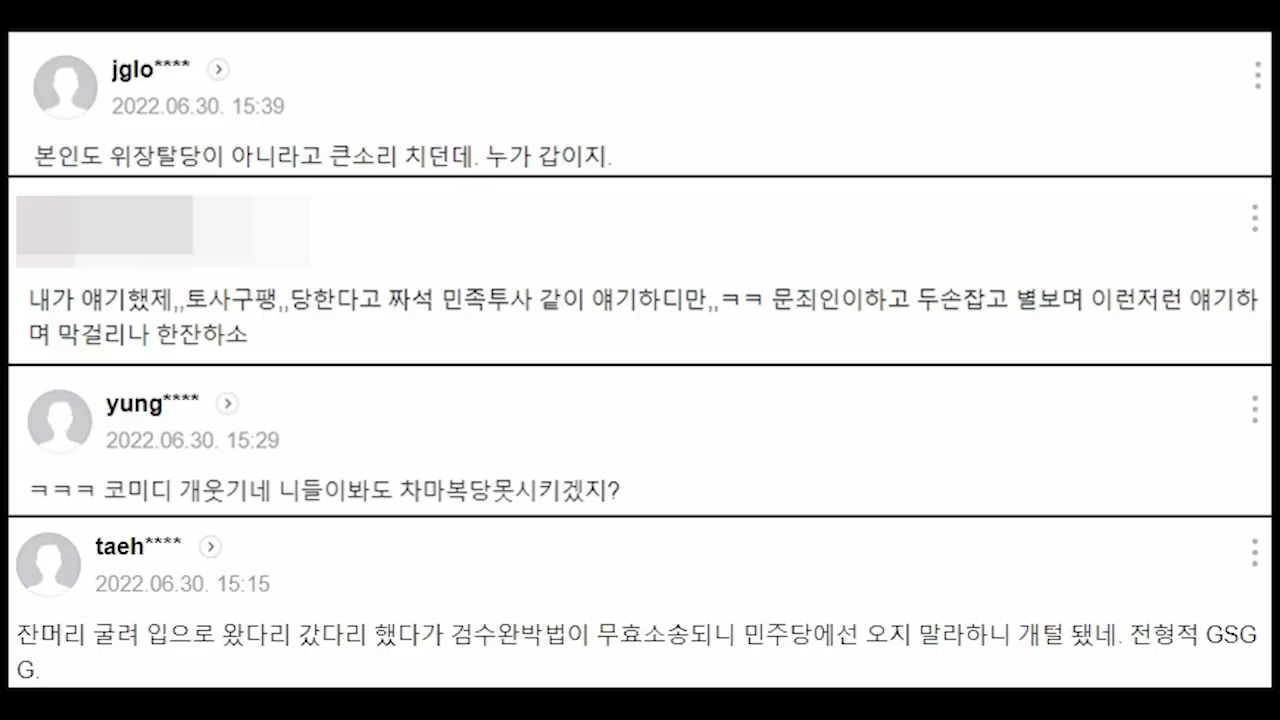 jglo****
2022.06.30. 15:39
본인도 위장탈당이 아니라고 큰소리 치던데. 누가 갑이지.
내가 얘기했제,,토사구팽,,당한다고 짜석 민족투사 같이 얘기하디만,,ㅋㅋ 문죄인이하고 두손잡고 별보며 이런저런 얘기하
며 막걸리나 한잔하소
yung****
2022.06.30. 15:29
ㅋㅋㅋ 코미디 개웃기네 니들이봐도 차마복당못시키겠지?
taeh****
2022.06.30. 15:15
잔머리 굴려 입으로 왔다리 갔다리 했다가 검수완박법이 무효소송되니 민주당에선 오지 말라하니 개털 됐네. 전형적 GSG
G.